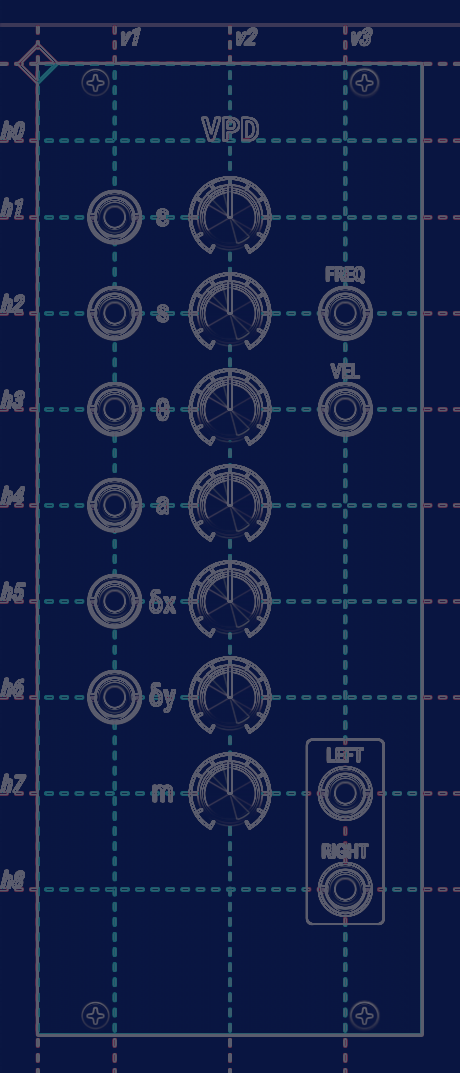 v1 v2 v3
VPD
h0
h1 e
FREQ
h2 s
VEL
h3 θ
h4 a
h5 δx
h6 δy
LEFT
h7 m
RIGHT
h8